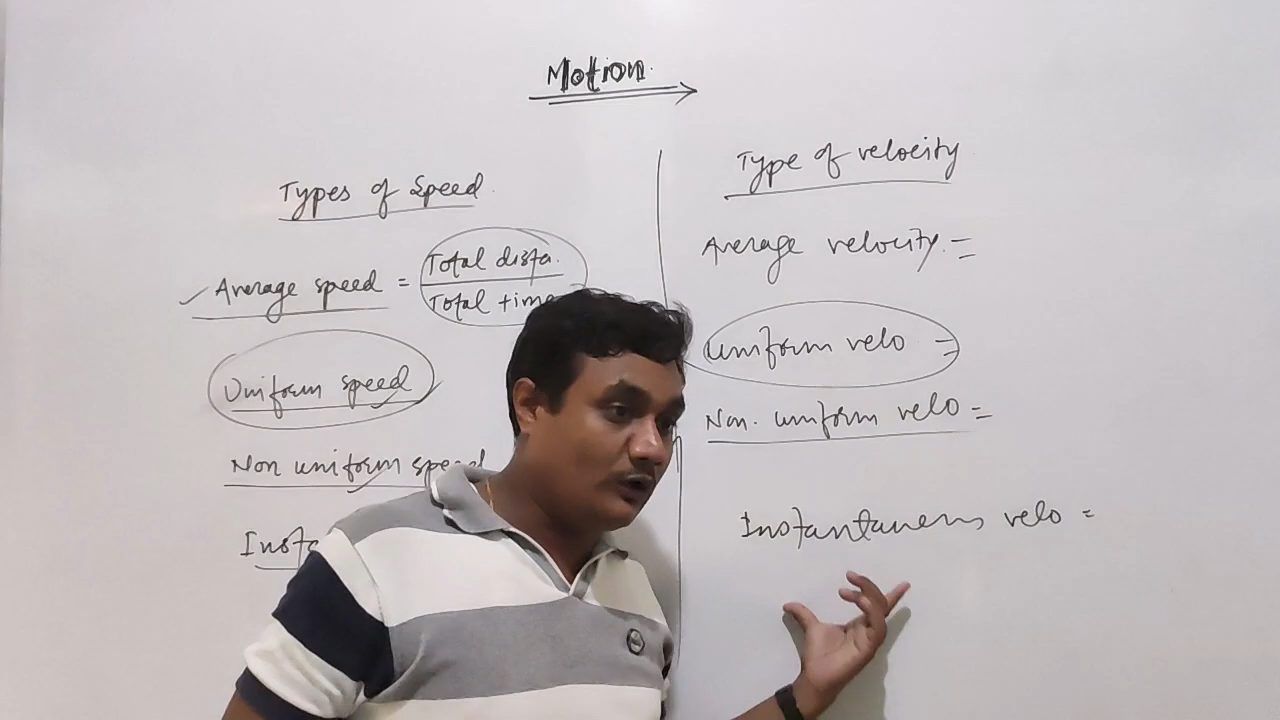 Motion.
Types of Speed.
Average speed = Total dista.
Total time
Uniform speed
Non uniform speed
Insta
Type of velocity
Average velocity. =
Uniform velo =
Non. uniform velo =
Instantaneous velo =